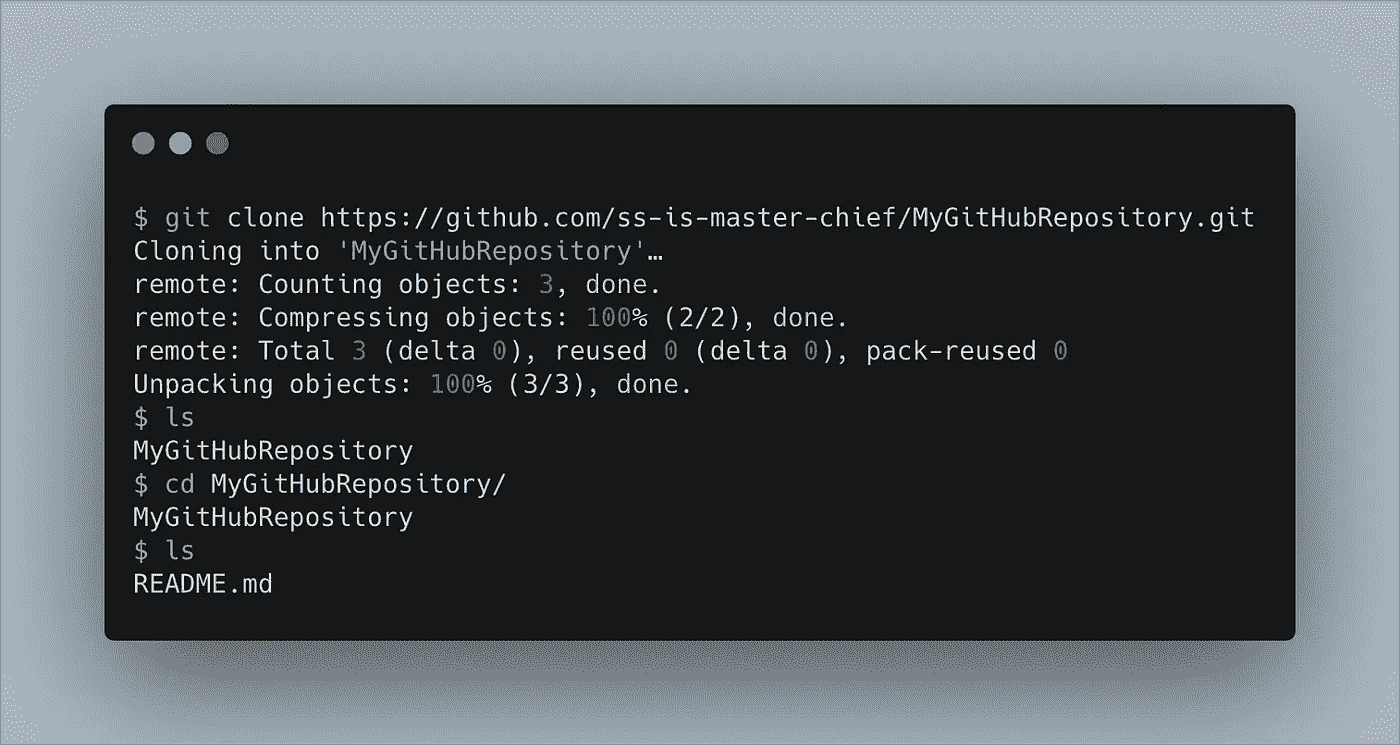 $ git clone https://github.com/ss-is-master-chief/MyGitHubRepository.git
Cloning into 'MyGitHubRepository'…
remote: Counting objects: 3, done.
remote: Compressing objects: 100% (2/2), done.
remote: Total 3 (delta 0), reused 0 (delta 0), pack-reused 0
Unpacking objects: 100% (3/3), done.
$ ls
MyGitHubRepository
$ cd MyGitHubRepository/
MyGitHubRepository
$ ls
README.md